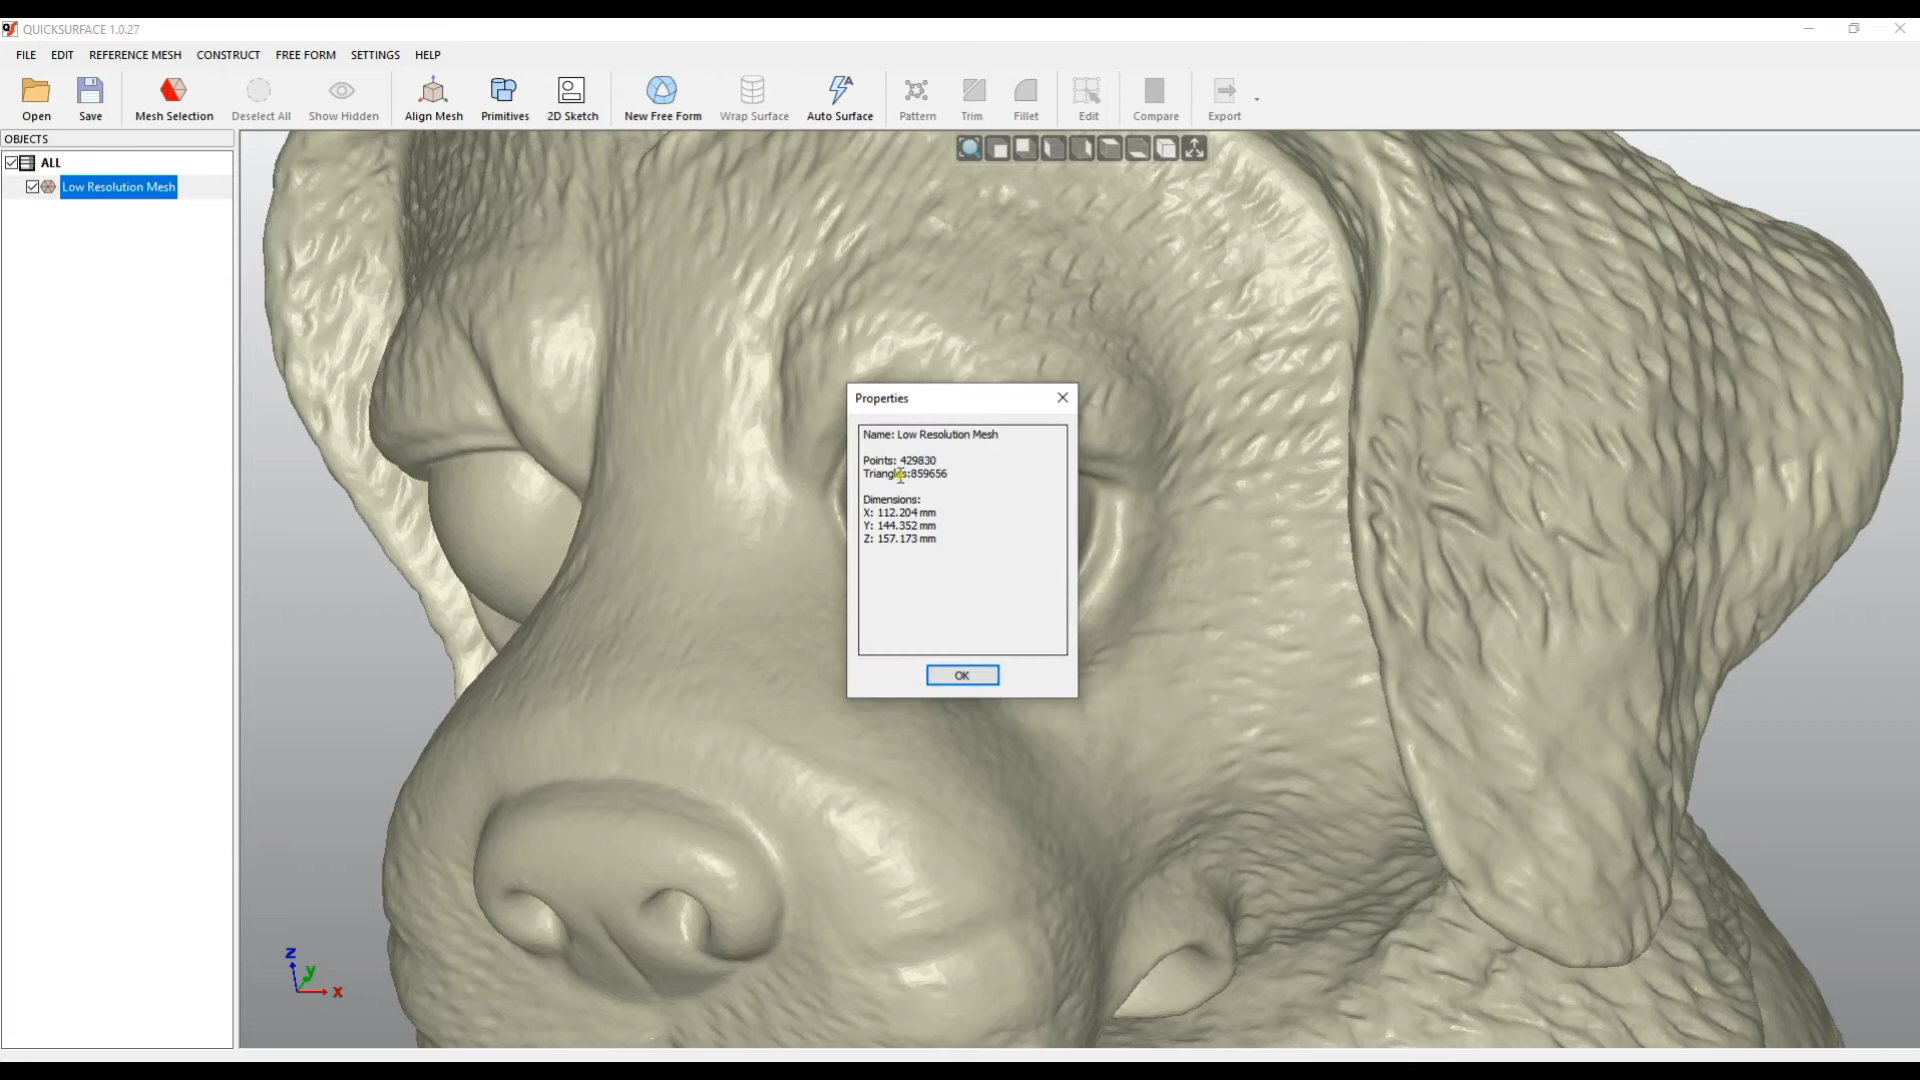 QUICKSURFACE 1.0.27
FILE EDIT REFERENCE MESH CONSTRUCT FREE FORM SETTINGS HELP
Open Save Mesh Selection Deselect All Show Hidden Align Mesh Primitives 2D Sketch New Free Form Wrap Surface Auto Surface Pattern Trim Fillet Edit Compare Export
OBJECTS
ALL
Low Resolution Mesh
Properties
Name: Low Resolution Mesh
Points: 429830
Triangles:859656
Dimensions:
X: 112.204 mm
Y: 144.352 mm
Z: 157.173 mm
OK
z
y
x